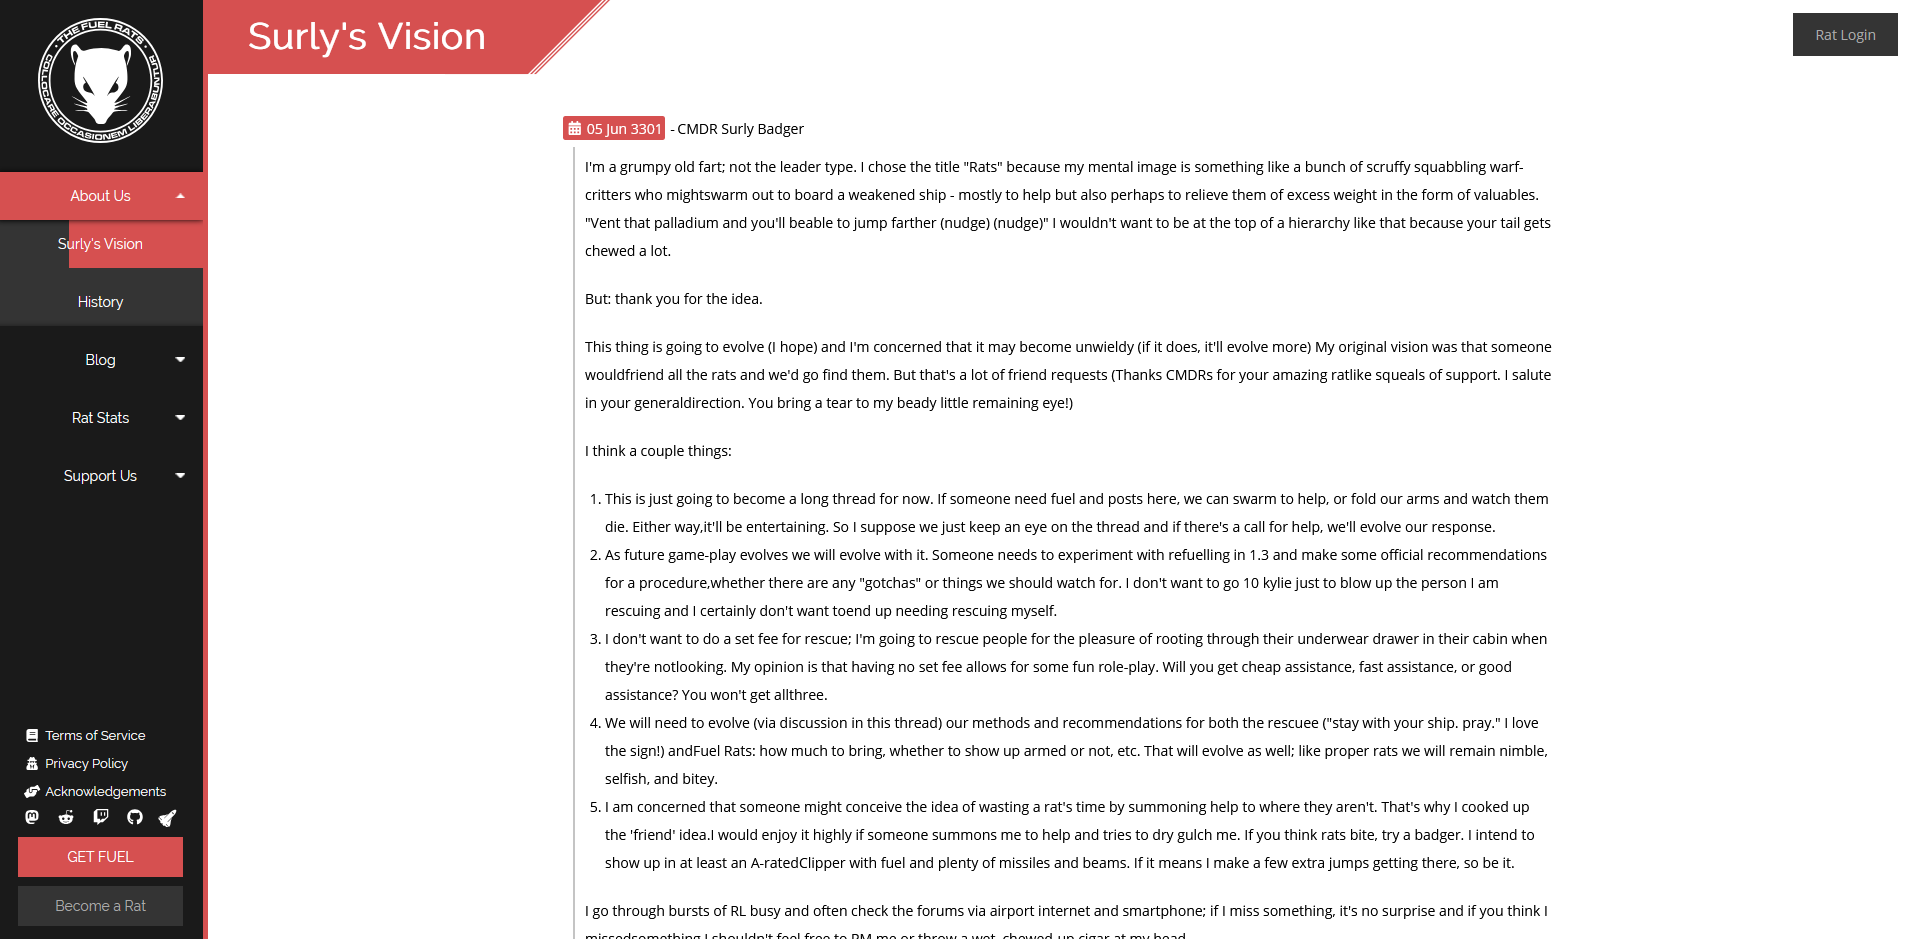 THE FUEL RATS
COLLOCARE OCCASIONEM LIBERABUNTUR
Surly's Vision
Rat Login
About Us
Surly's Vision
History
Blog
Rat Stats
Support Us
Terms of Service
Privacy Policy
Acknowledgements
GET FUEL
Become a Rat
05 Jun 3301 - CMDR Surly Badger
I'm a grumpy old fart; not the leader type. I chose the title "Rats" because my mental image is something like a bunch of scruffy squabbling warf-
critters who mightswarm out to board a weakened ship - mostly to help but also perhaps to relieve them of excess weight in the form of valuables.
"Vent that palladium and you'll beable to jump farther (nudge) (nudge)" I wouldn't want to be at the top of a hierarchy like that because your tail gets
chewed a lot.
But: thank you for the idea.
This thing is going to evolve (I hope) and I'm concerned that it may become unwieldy (if it does, it'll evolve more) My original vision was that someone
wouldfriend all the rats and we'd go find them. But that's a lot of friend requests (Thanks CMDRs for your amazing ratlike squeals of support. I salute
in your generaldirection. You bring a tear to my beady little remaining eye!)
I think a couple things:
1. This is just going to become a long thread for now. If someone need fuel and posts here, we can swarm to help, or fold our arms and watch them
die. Either way,it'll be entertaining. So I suppose we just keep an eye on the thread and if there's a call for help, we'll evolve our response.
2. As future game-play evolves we will evolve with it. Someone needs to experiment with refuelling in 1.3 and make some official recommendations
for a procedure,whether there are any "gotchas" or things we should watch for. I don't want to go 10 kylie just to blow up the person I am
rescuing and I certainly don't want toend up needing rescuing myself.
3. I don't want to do a set fee for rescue; I'm going to rescue people for the pleasure of rooting through their underwear drawer in their cabin when
they're notlooking. My opinion is that having no set fee allows for some fun role-play. Will you get cheap assistance, fast assistance, or good
assistance? You won't get allthree.
4. We will need to evolve (via discussion in this thread) our methods and recommendations for both the rescuee ("stay with your ship. pray." I love
the sign!) andFuel Rats: how much to bring, whether to show up armed or not, etc. That will evolve as well; like proper rats we will remain nimble,
selfish, and bitey.
5. I am concerned that someone might conceive the idea of wasting a rat's time by summoning help to where they aren't. That's why I cooked up
the 'friend' idea.I would enjoy it highly if someone summons me to help and tries to dry gulch me. If you think rats bite, try a badger. I intend to
show up in at least an A-ratedClipper with fuel and plenty of missiles and beams. If it means I make a few extra jumps getting there, so be it.
I go through bursts of RL busy and often check the forums via airport internet and smartphone; if I miss something, it's no surprise and if you think I
missedsomething I shouldn't feel free to PM me or throw a wet, chewed-up cigar at my head.